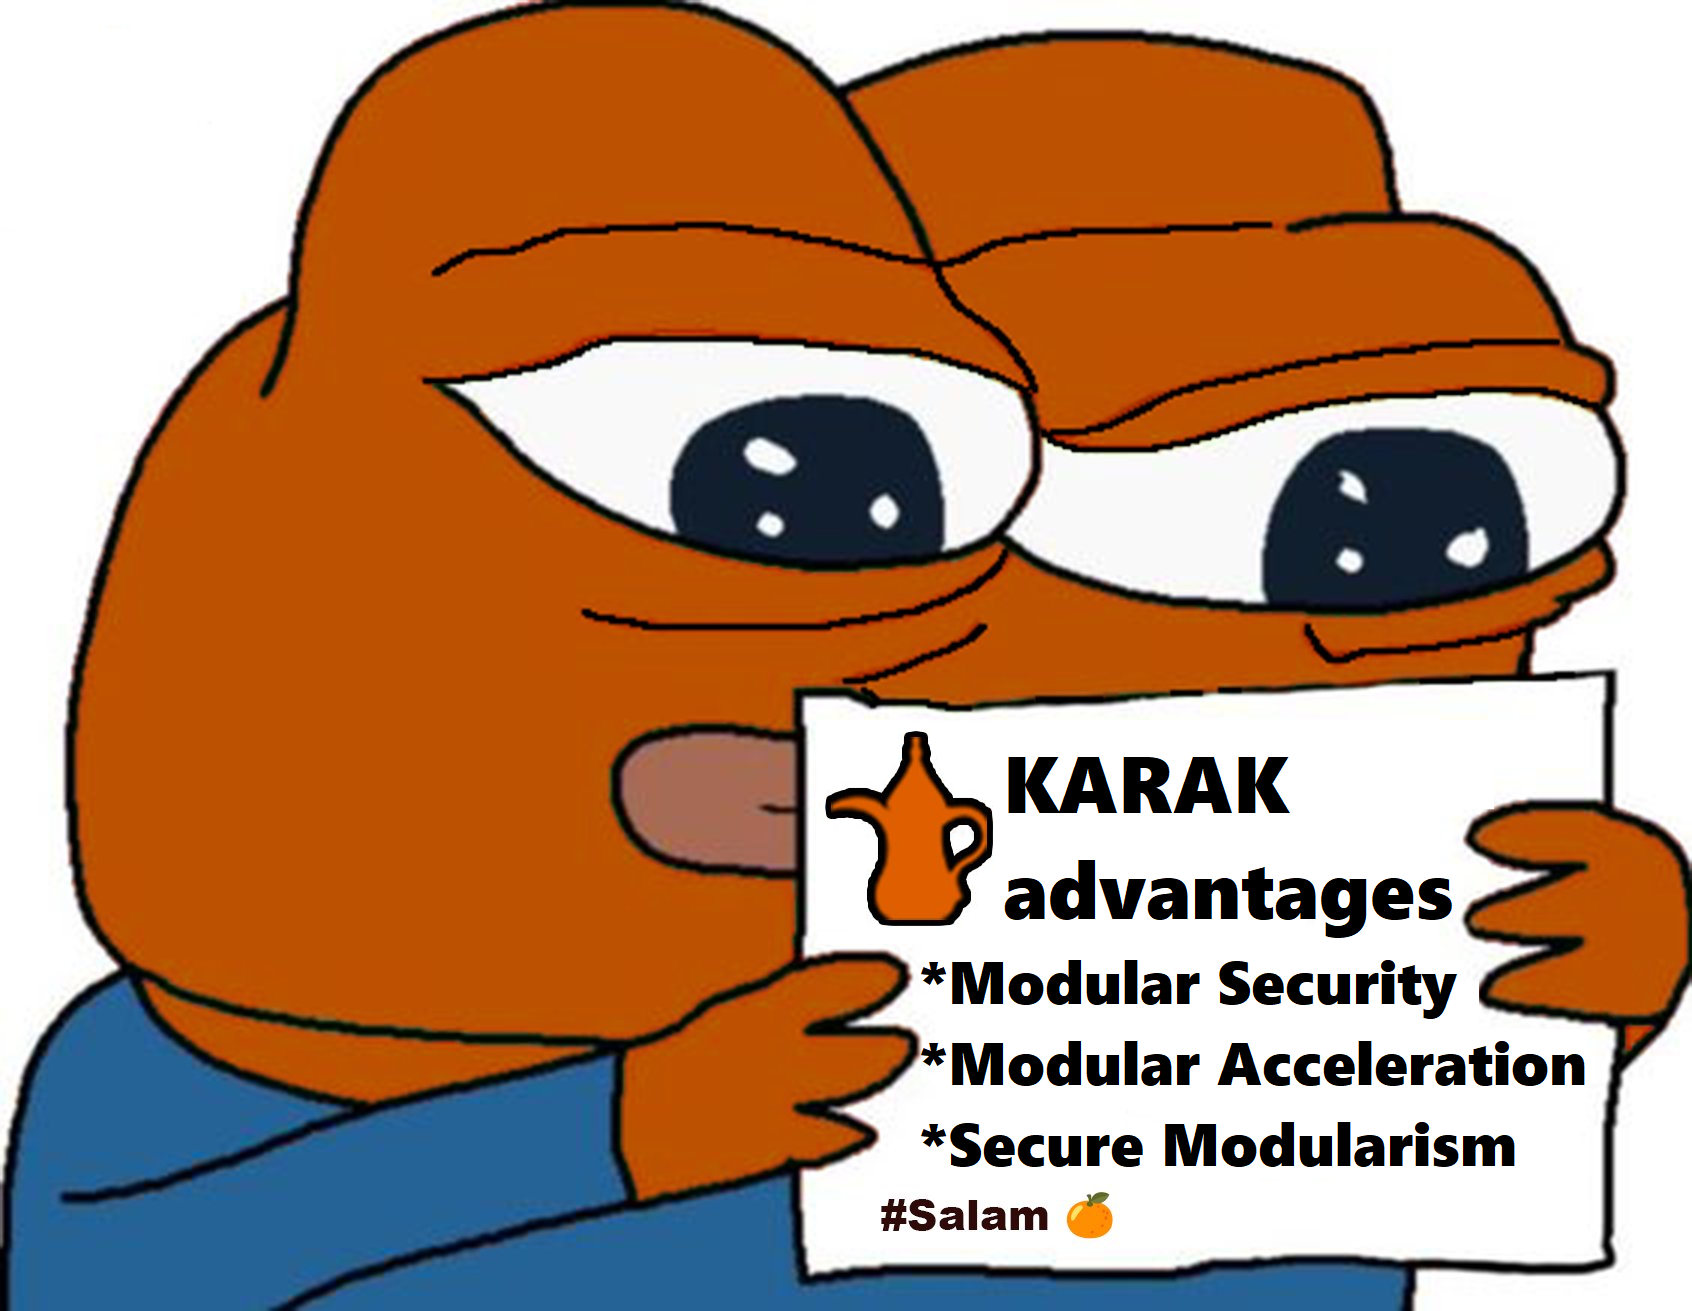 KARAK
advantages
*Modular Security
*Modular Acceleration
*Secure Modularism
#Salam 🍊